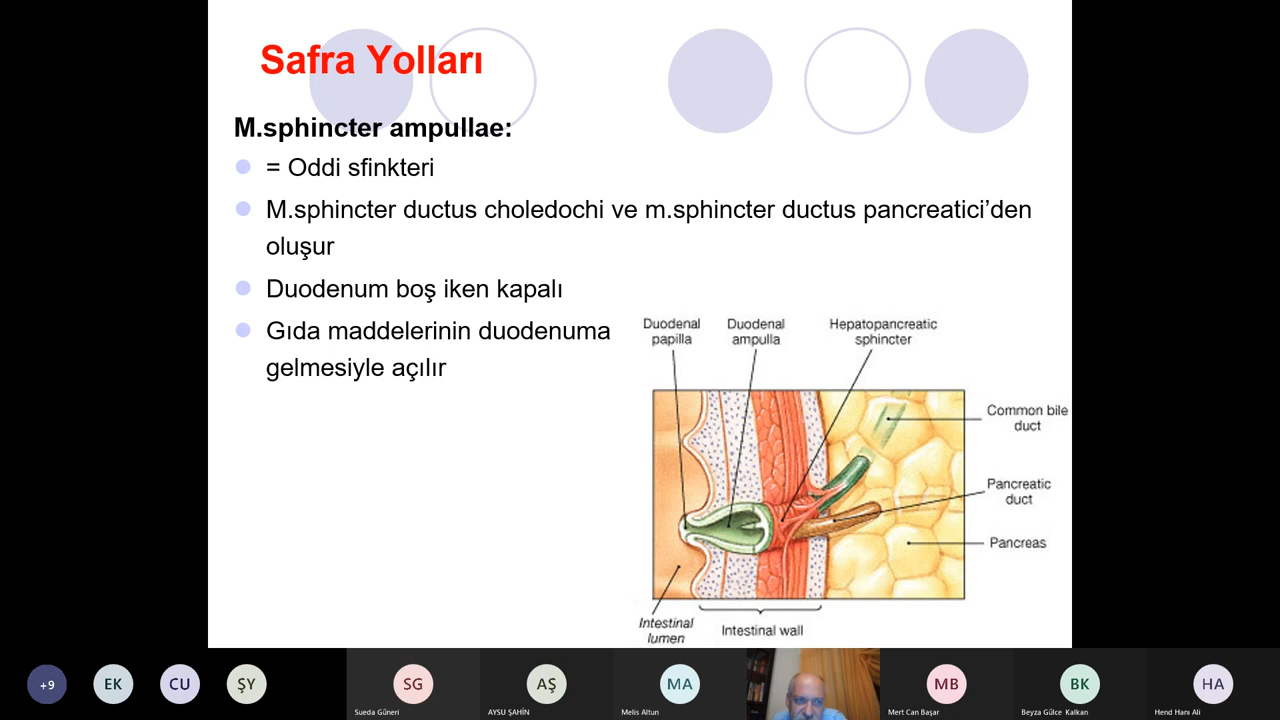 Safra Yolları
M.sphincter ampullae:
= Oddi sfinkteri
M.sphincter ductus choledochi ve m.sphincter ductus pancreatici’den
oluşur
Duodenum boş iken kapalı
Gıda maddelerinin duodenuma
gelmesiyle açılır
Duodenal
papilla
Duodenal
ampulla
Hepatopancreatic
sphincter
Common bile
duct
Pancreatic
duct
Pancreas
Intestinal
lumen
Intestinal wall
+9
EK
CU
ŞY
SG
Sueda Güneri
AŞ
AYSU ŞAHİN
MA
Melis Altun
MB
Mert Can Başar
BK
Beyza Gülce Kalkan
HA
Hend Hanı Ali